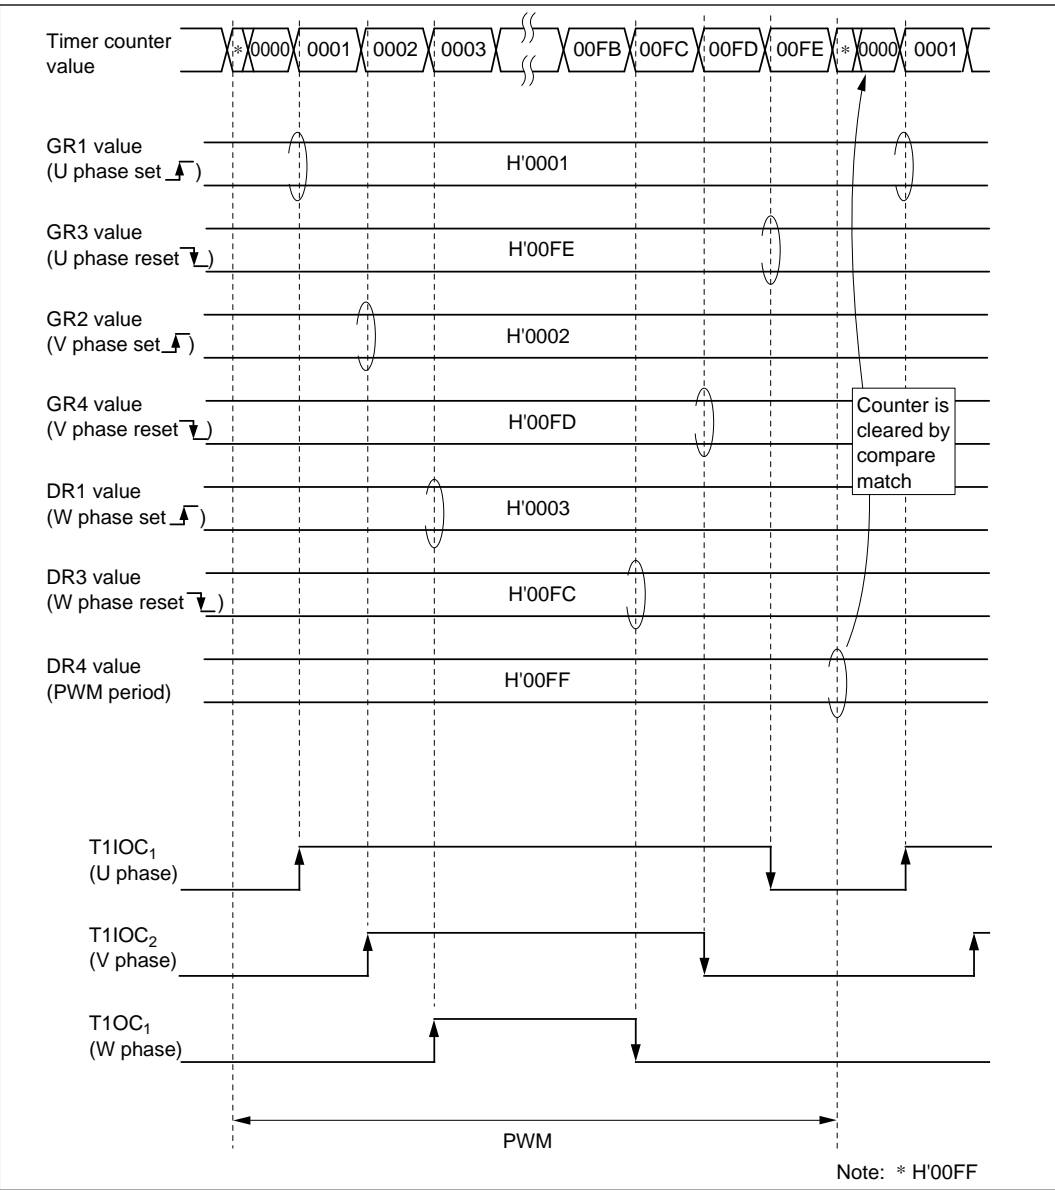 Timer counter
value
* 0000 0001 0002 0003 00FB 00FC 00FD 00FE * 0000 0001
GR1 value
(U phase set )
H'0001
GR3 value
(U phase reset )
H'00FE
GR2 value
(V phase set )
H'0002
GR4 value
(V phase reset )
H'00FD
Counter is
cleared by
compare
match
DR1 value
(W phase set )
H'0003
DR3 value
(W phase reset )
H'00FC
DR4 value
(PWM period)
H'00FF
T1IOC1
(U phase)
T1IOC2
(V phase)
T1OC1
(W phase)
PWM
Note: * H'00FF